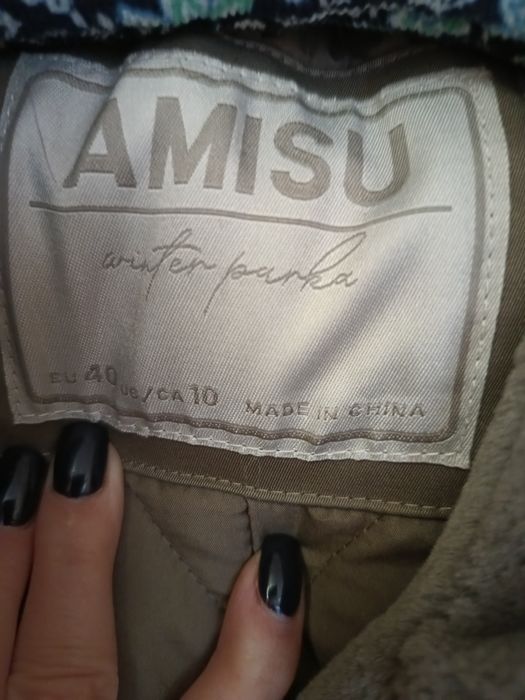 AMISU
winter parka
EU 40 US/CA 10 MADE IN CHINA